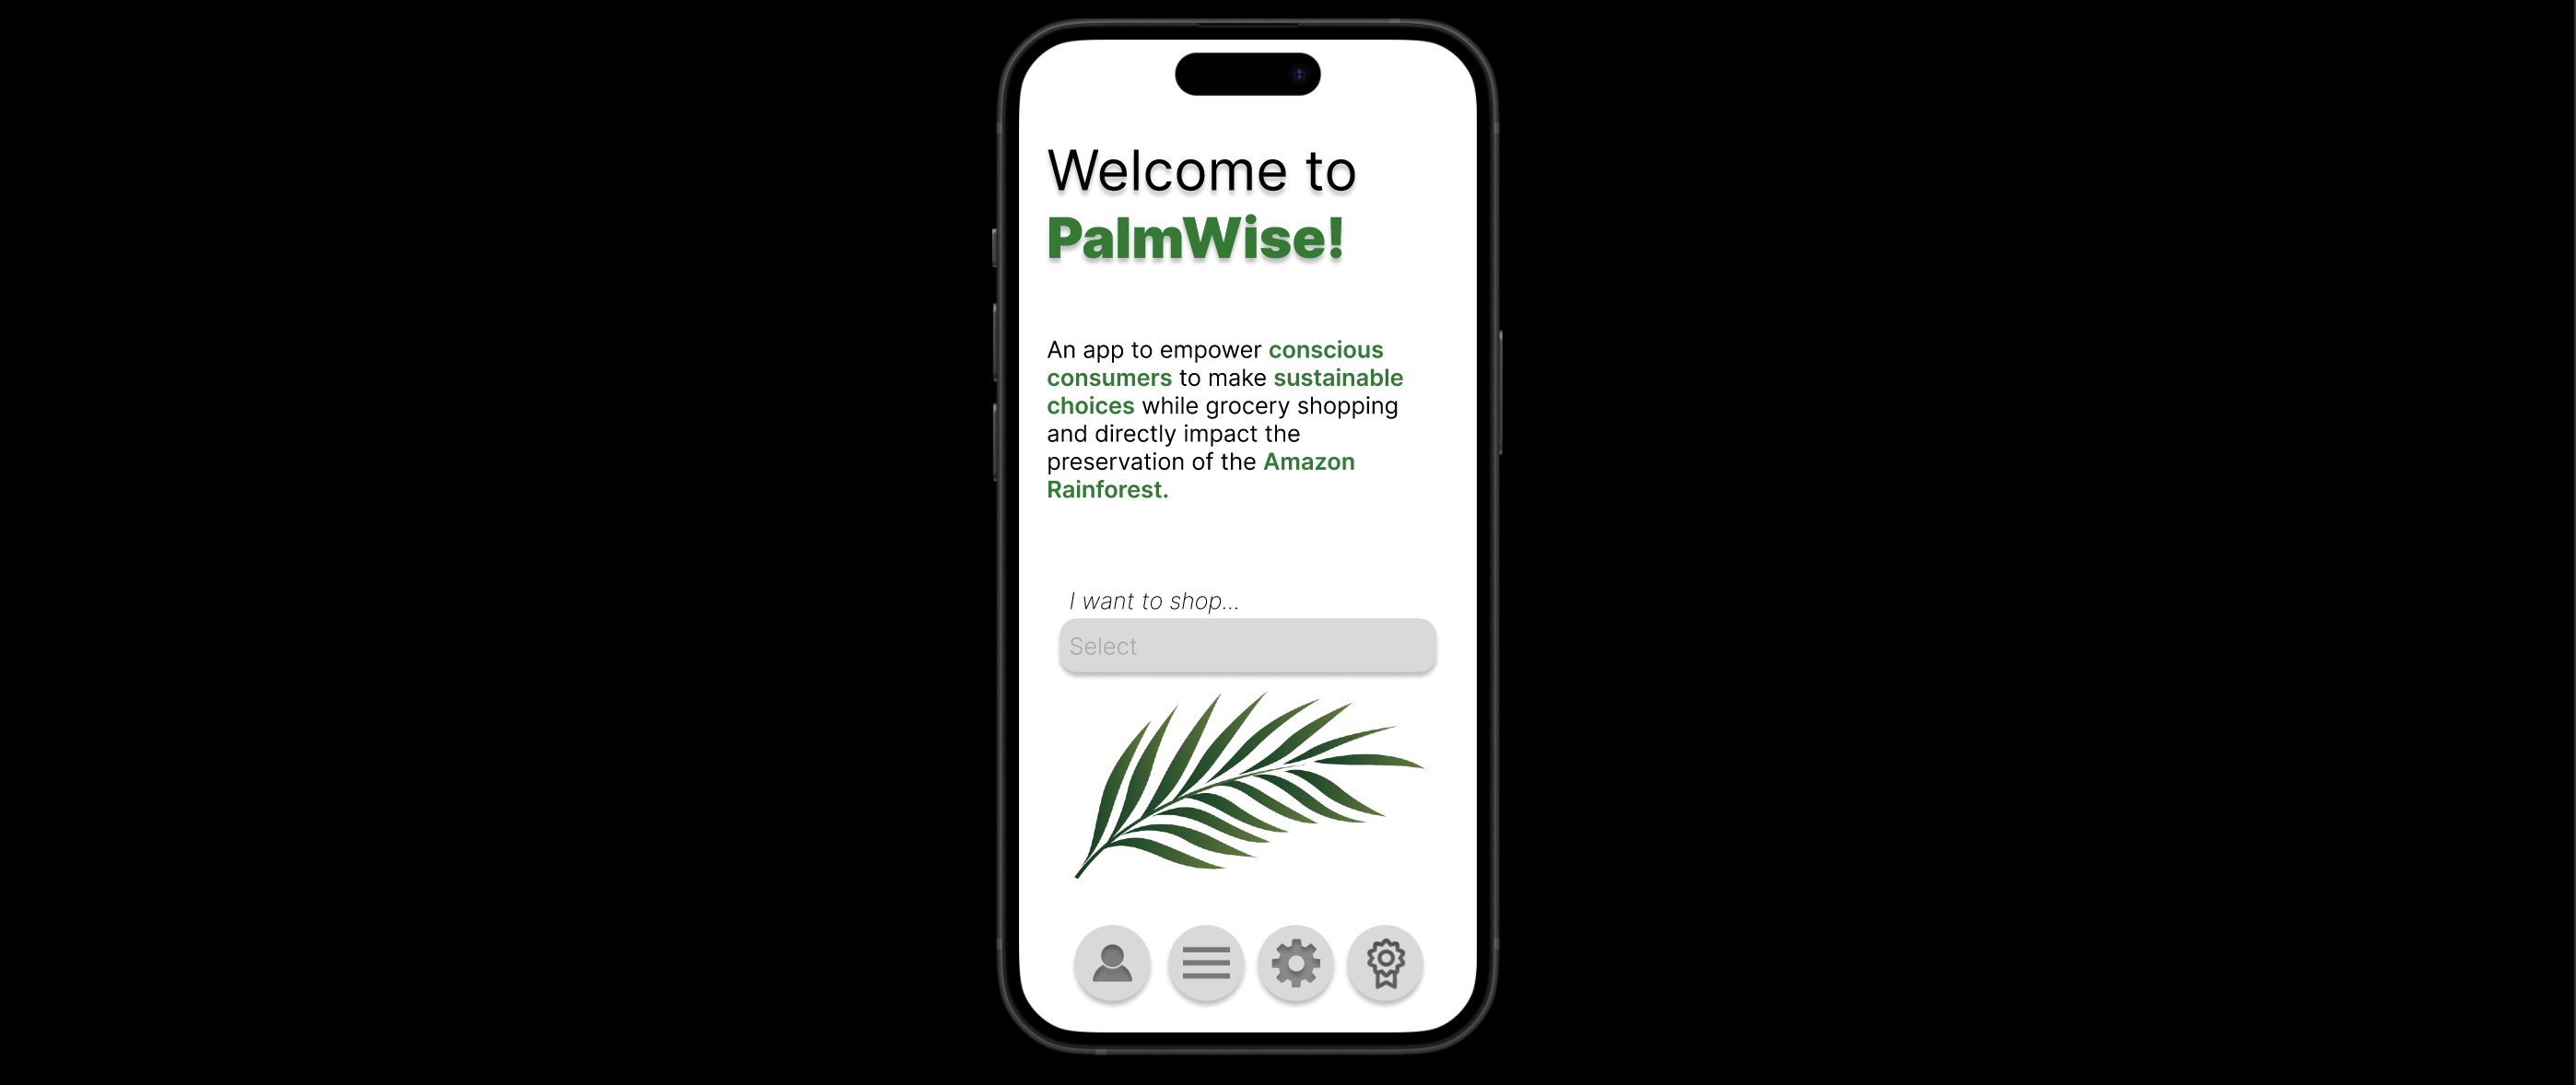 Welcome to
PalmWise!
An app to empower conscious
consumers to make sustainable
choices while grocery shopping
and directly impact the
preservation of the Amazon
Rainforest.
I want to shop...
Select